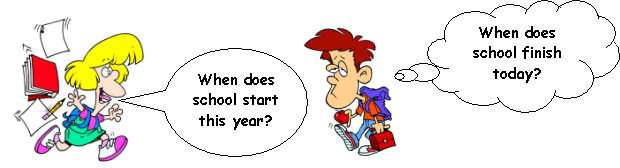 When does
school start
this year?
When does
school finish
today?